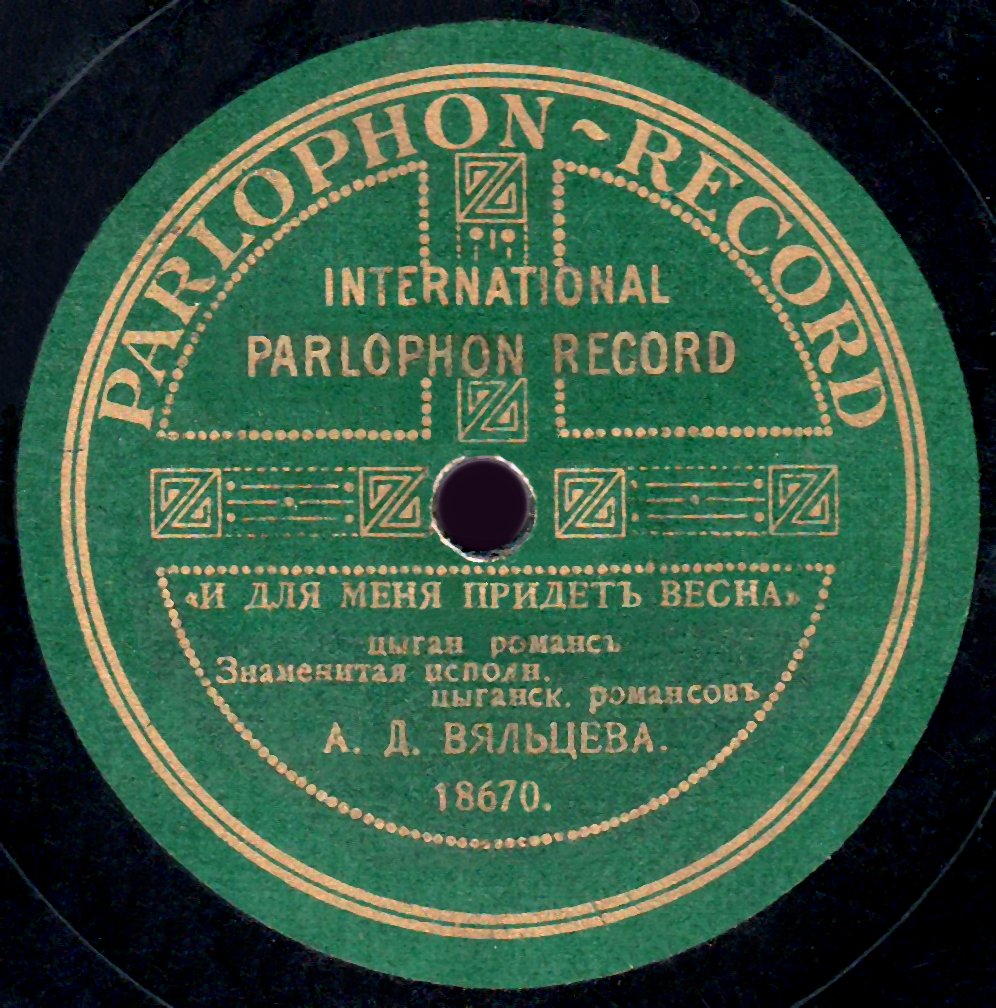 PARLOPHON ~ RECORD
INTERNATIONAL
PARLOPHON RECORD
«И ДЛЯ МЕНЯ ПРИДЕТЪ ВЕСНА»
цыган романсъ
Знаменитая исполн.
цыганск. романсовъ
А. Д. ВЯЛЬЦЕВА.
18670.